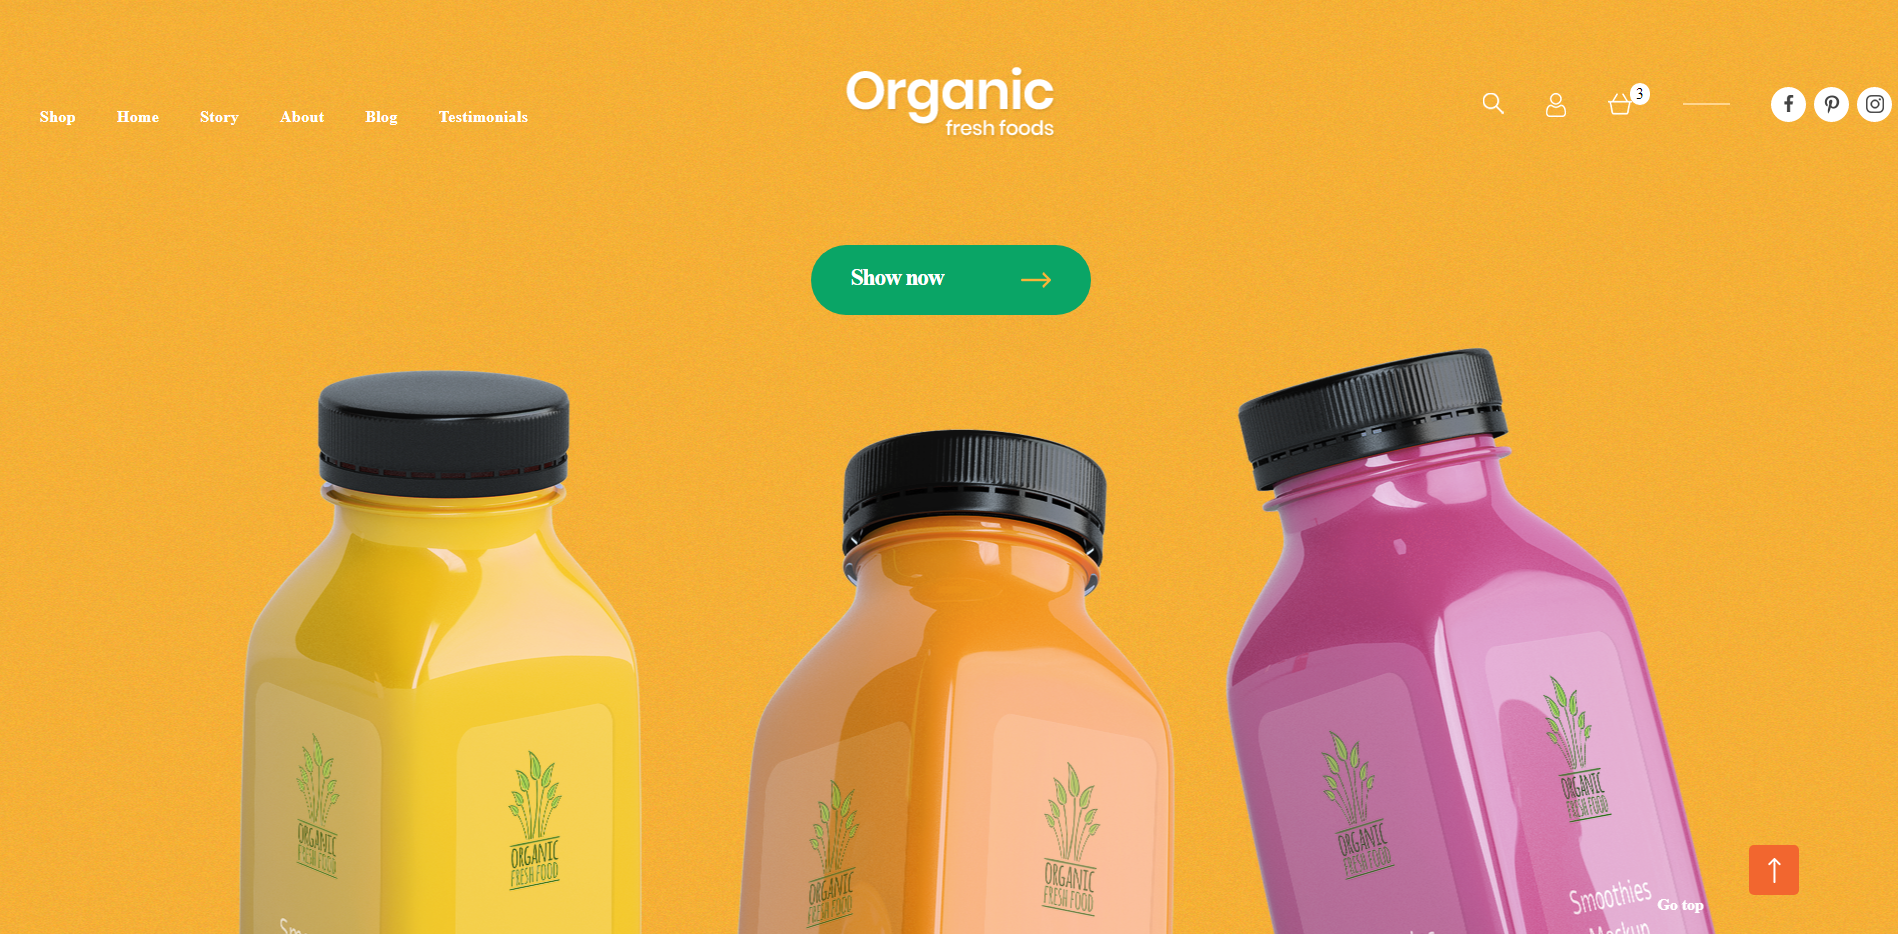 Shop Home Story About Blog Testimonials
Organic
fresh foods
3
Show now
ORGANIC
FRESH FOOD
ORGANIC
FRESH FOOD
ORGANIC
FRESH FOOD
ORGANIC
FRESH FOOD
ORGANIC
FRESH FOOD
ORGANIC
FRESH FOOD
Smoothies
Mockup
Go top